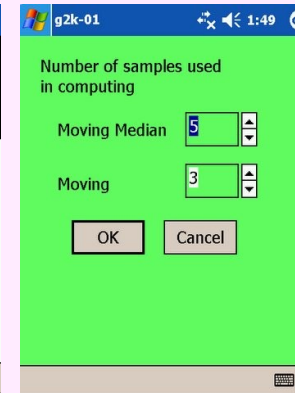 g2k-01 1:49
Number of samples used
in computing
Moving Median 5
Moving 3
OK Cancel